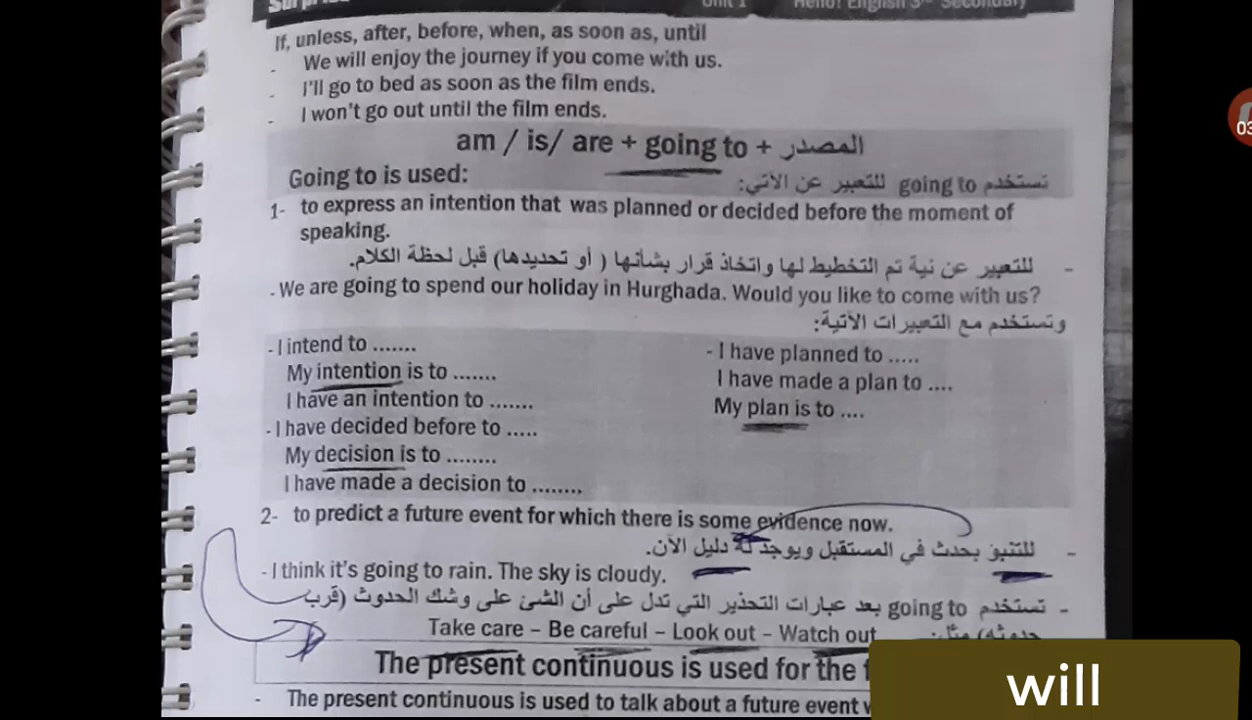 Unit 1 Hello! English 3rd Secondary
If, unless, after, before, when, as soon as, until
- We will enjoy the journey if you come with us.
- I'll go to bed as soon as the film ends.
- I won't go out until the film ends.
am / is/ are + going to + المصدر
Going to is used:
تستخدم going to للتعبير عن الآتي:
1- to express an intention that was planned or decided before the moment of
speaking.
- للتعبير عن نية تم التخطيط لها واتخاذ قرار بشأنها ( أو تحديدها) قبل لحظة الكلام.
. We are going to spend our holiday in Hurghada. Would you like to come with us?
وتستخدم مع التعبيرات الآتية:
- I intend to .......
My intention is to .......
I have an intention to .......
- I have decided before to .....
My decision is to ........
I have made a decision to ........
- I have planned to .....
I have made a plan to ....
My plan is to ....
2- to predict a future event for which there is some evidence now.
- للتنبؤ بحدث في المستقبل ويوجد له دليل الآن.
- I think it's going to rain. The sky is cloudy.
- تستخدم going to بعد عبارات التحذير التي تدل على أن الشئ على وشك الحدوث (قرب
حدوثه) مثل:
Take care – Be careful – Look out – Watch out
The present continuous is used for the
- The present continuous is used to talk about a future event
will
03